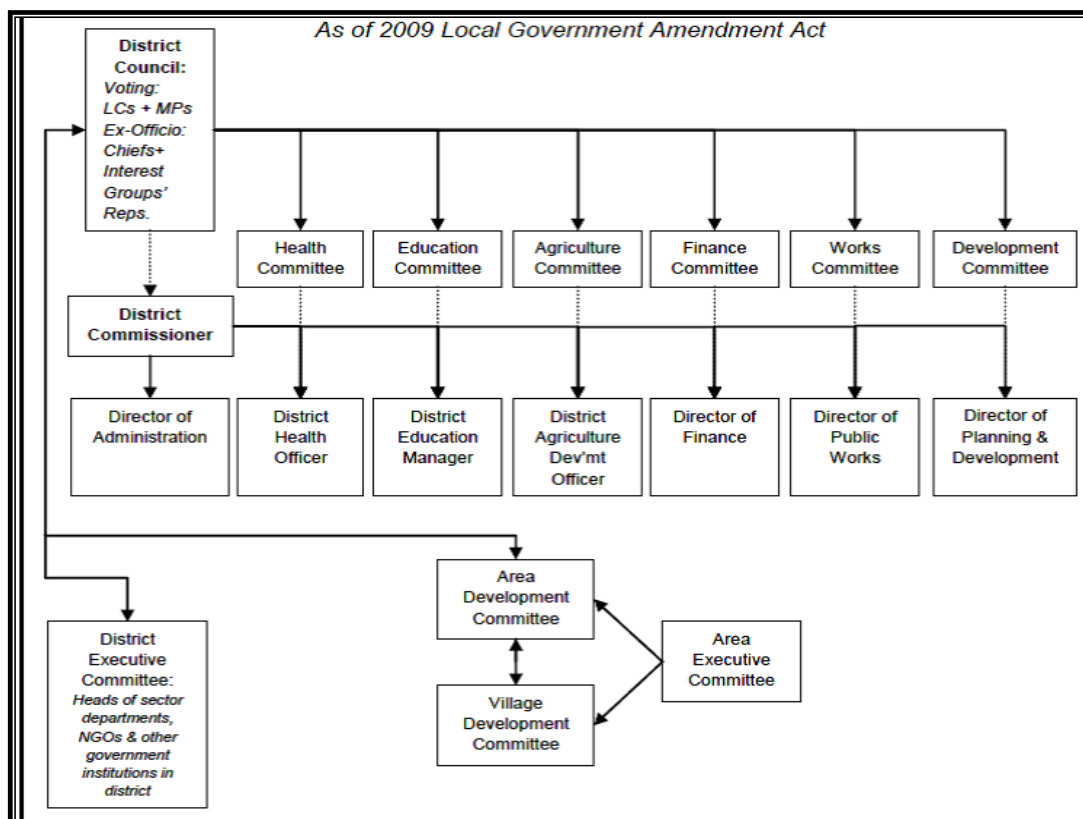 As of 2009 Local Government Amendment Act
District
Council:
Voting:
LCs + MPs
Ex-Officio:
Chiefs+
Interest
Groups'
Reps.
Health
Committee
Education
Committee
Agriculture
Committee
Finance
Committee
Works
Committee
Development
Committee
District
Commissioner
Director of
Administration
District
Health
Officer
District
Education
Manager
District
Agriculture
Dev'mt
Officer
Director of
Finance
Director of
Public
Works
Director of
Planning &
Development
Area
Development
Committee
District
Executive
Committee:
Heads of sector
departments,
NGOs & other
government
institutions in
district
Area
Executive
Committee
Village
Development
Committee